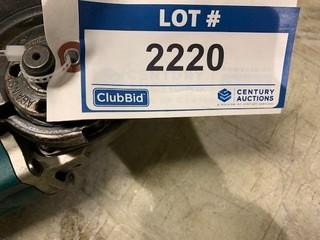 LOT #
2220
ClubBid
CENTURY
AUCTIONS